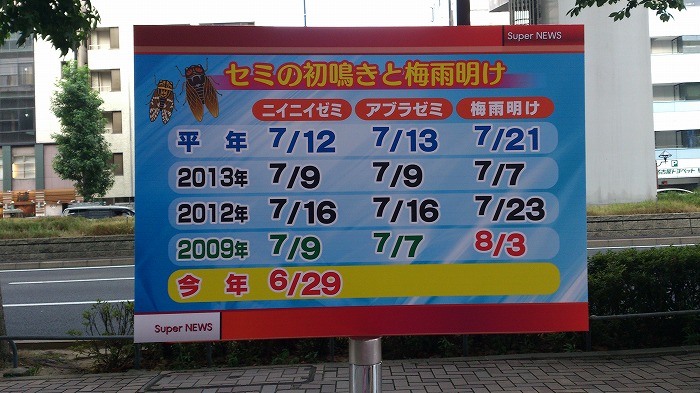 Super NEWS
セミの初鳴きと梅雨明け
ニイニイゼミ アブラゼミ 梅雨明け
平年 7/12 7/13 7/21
2013年 7/9 7/9 7/7
2012年 7/16 7/16 7/23
2009年 7/9 7/7 8/3
今年 6/29
Super NEWS